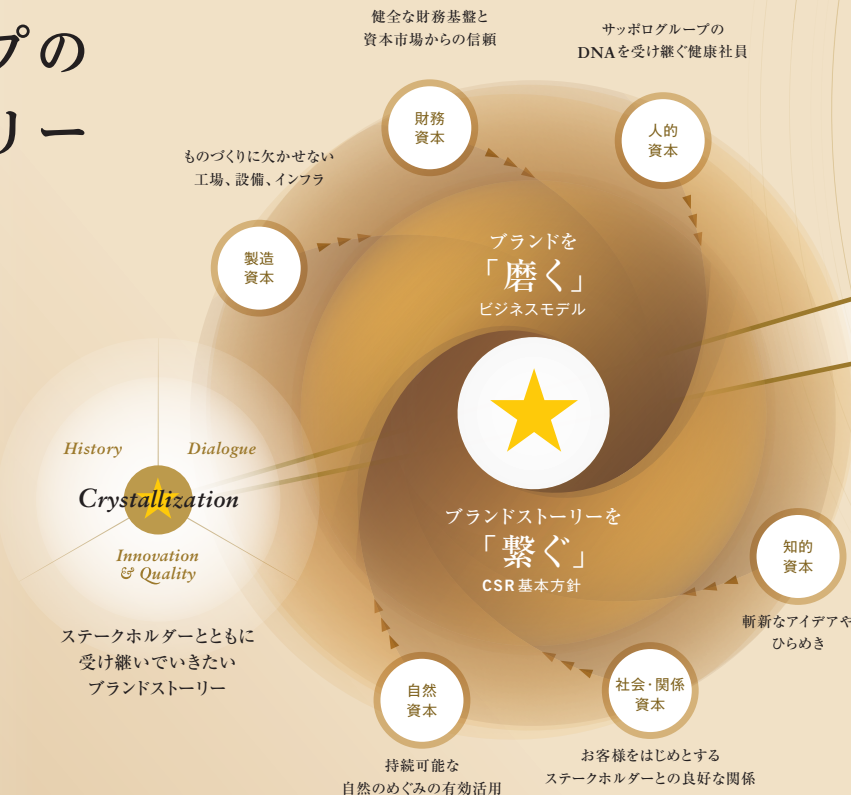 プの
リー
健全な財務基盤と
資本市場からの信頼
サッポログループの
DNAを受け継ぐ健康社員
財務
資本
人的
資本
ものづくりに欠かせない
工場、設備、インフラ
製造
資本
ブランドを
「磨く」
ビジネスモデル
History
Dialogue
Crystallization
Innovation
& Quality
ステークホルダーとともに
受け継いでいきたい
ブランドストーリー
ブランドストーリーを
「繋ぐ」
CSR基本方針
知的
資本
斬新なアイデアや
ひらめき
自然
資本
持続可能な
自然のめぐみの有効活用
社会・関係
資本
お客様をはじめとする
ステークホルダーとの良好な関係